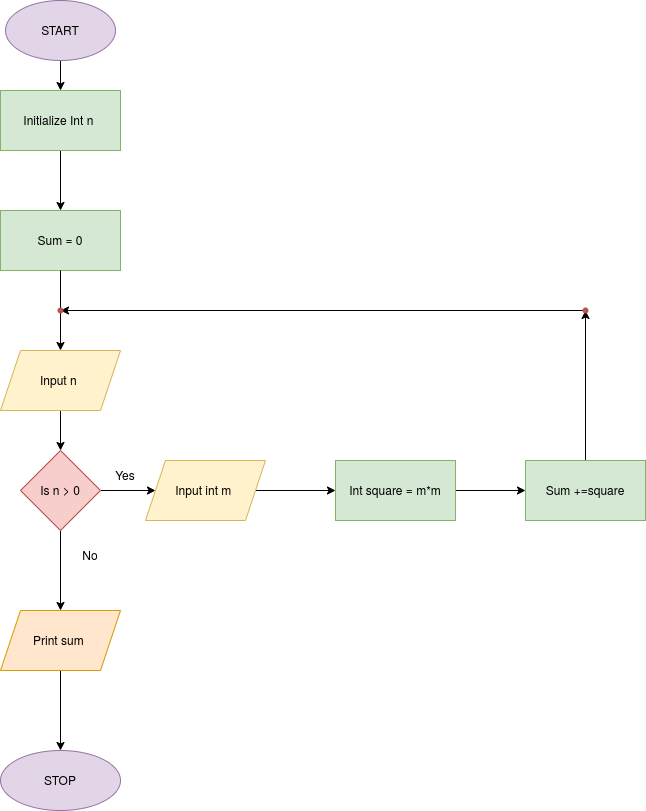 START
Initialize Int n
Sum = 0
Input n
Is n > 0
Yes
Input int m
Int square = m*m
Sum +=square
No
Print sum
STOP